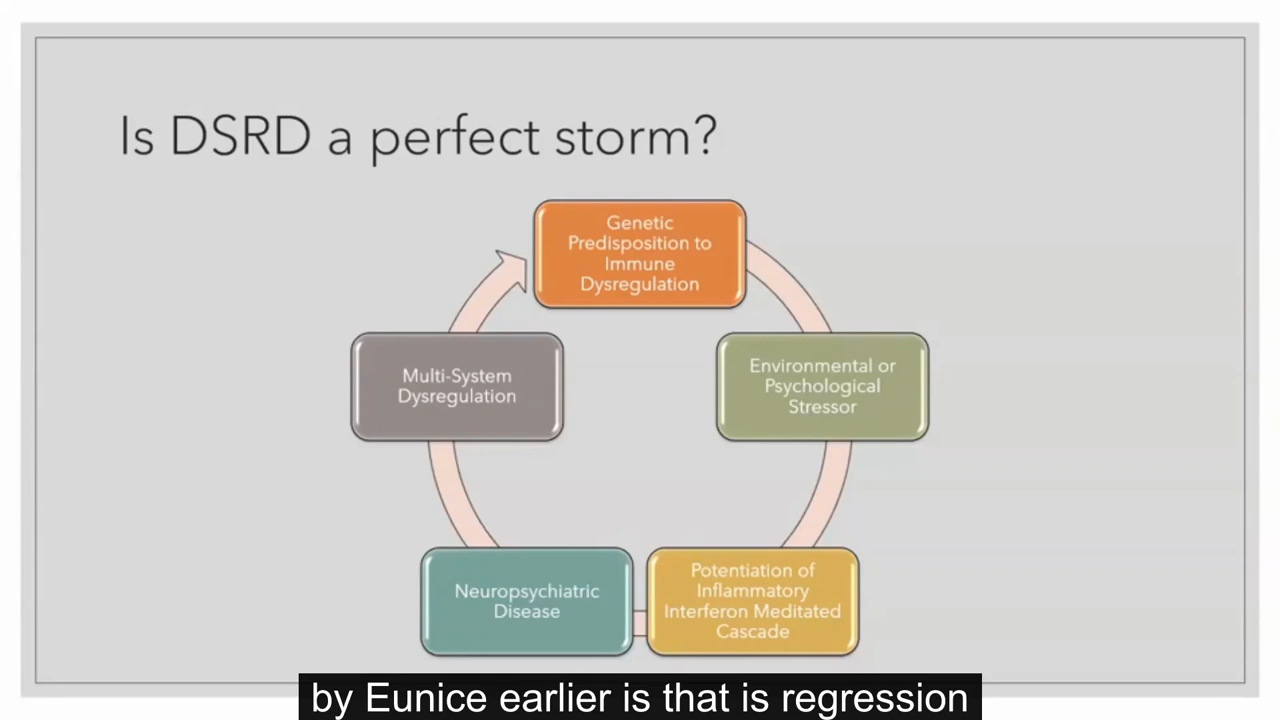 Is DSRD a perfect storm?
Genetic
Predisposition to
Immune
Dysregulation
Environmental or
Psychological
Stressor
Potentiation of
Inflammatory
Interferon Meditated
Cascade
Neuropsychiatric
Disease
Multi-System
Dysregulation
by Eunice earlier is that is regression